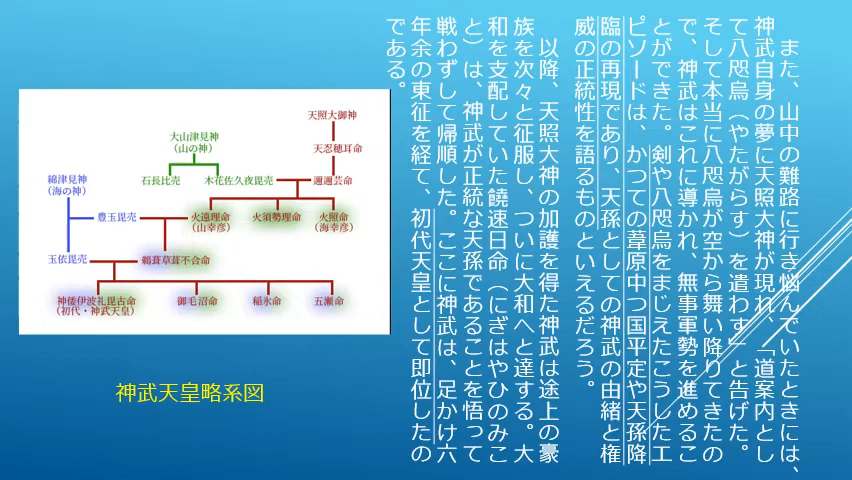 また、山中の難路に行き悩んでいたときには、
神武自身の夢に天照大神が現れ、「道案内とし
て八咫烏（やたがらす）を遣わす」と告げた。
そして本当に八咫烏が空から舞い降りてきたの
で、神武はこれに導かれ、無事軍勢を進めるこ
とができた。剣や八咫烏をまじえたこうしたエ
ピソードは、かつての葦原中つ国平定や天孫降
臨の再現であり、天孫としての神武の由緒と権
威の正統性を語るものといえるだろう。
以降、天照大神の加護を得た神武は途上の豪
族を次々と征服し、ついに大和へと達する。大
和を支配していた饒速日命（にぎはやひのみこ
と）は、神武が正統な天孫であることを悟って
戦わずして帰順した。ここに神武は、足かけ六
年余の東征を経て、初代天皇として即位したの
である。
天照大御神
大山津見神
（山の神）
天忍穂耳命
綿津見神
（海の神）
石長比売
木花佐久夜毘売
邇邇芸命
豊玉毘売
火遠理命
（山幸彦）
火須勢理命
火照命
（海幸彦）
玉依毘売
鵜葺草葺不合命
神倭伊波礼毘古命
（初代・神武天皇）
御毛沼命
稲氷命
五瀬命
神武天皇略系図